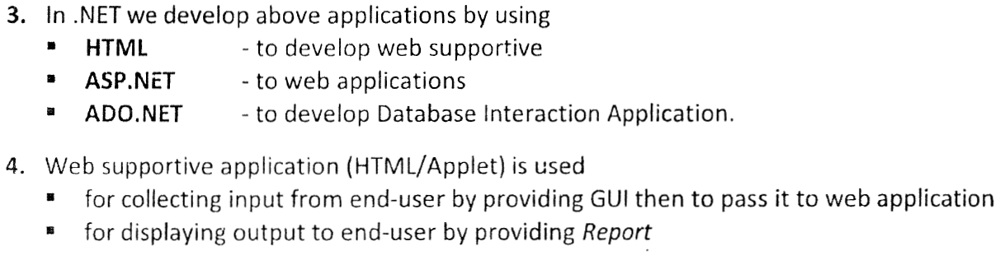 3. In .NET we develop above applications by using
▪ HTML - to develop web supportive
▪ ASP.NET - to web applications
▪ ADO.NET - to develop Database Interaction Application.
4. Web supportive application (HTML/Applet) is used
▪ for collecting input from end-user by providing GUI then to pass it to web application
▪ for displaying output to end-user by providing Report